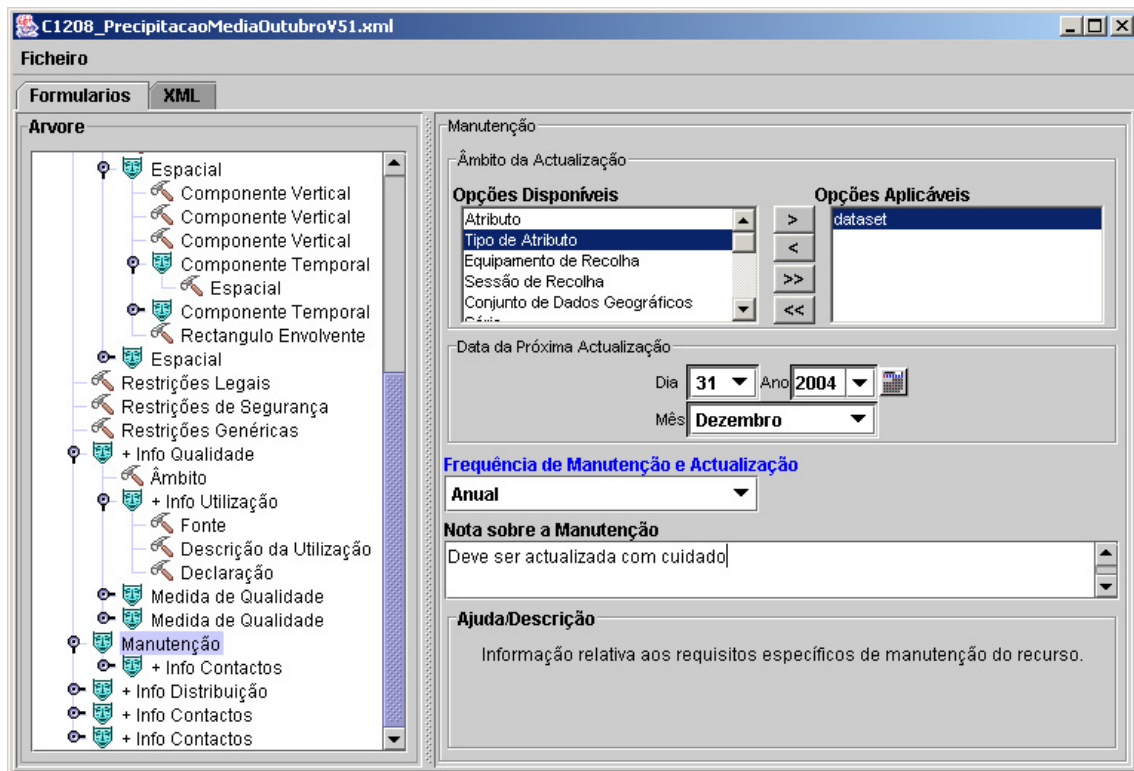 C1208_PrecipitacaoMediaOutubroV51.xml
Ficheiro
Formularios XML
Arvore
Espacial
Componente Vertical
Componente Vertical
Componente Vertical
Componente Temporal
Espacial
Componente Temporal
Rectangulo Envolvente
Espacial
Restrições Legais
Restrições de Segurança
Restrições Genéricas
+ Info Qualidade
Âmbito
+ Info Utilização
Fonte
Descrição da Utilização
Declaração
Medida de Qualidade
Medida de Qualidade
Manutenção
+ Info Contactos
+ Info Distribuição
+ Info Contactos
+ Info Contactos
Manutenção
Âmbito da Actualização
Opções Disponíveis
Atributo
Tipo de Atributo
Equipamento de Recolha
Sessão de Recolha
Conjunto de Dados Geográficos
>
<
>>
<<
Opções Aplicáveis
dataset
Data da Próxima Actualização
Dia 31 Ano 2004
Mês Dezembro
Frequência de Manutenção e Actualização
Anual
Nota sobre a Manutenção
Deve ser actualizada com cuidado
Ajuda/Descrição
Informação relativa aos requisitos específicos de manutenção do recurso.